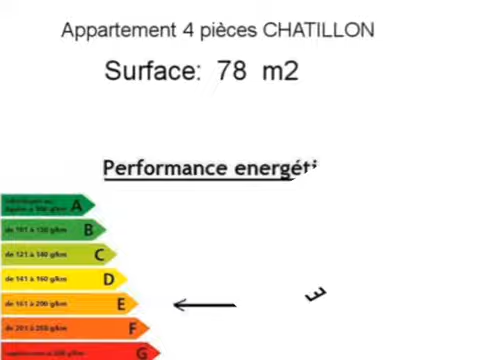 Appartement 4 pièces CHATILLON
Surface: 78 m2
Performance energéti
A
de 101 à 120 g/km B
de 121 à 140 g/km C
de 141 à 160 g/km D
de 161 à 200 g/km E
E
de 201 à 250 g/km F
G